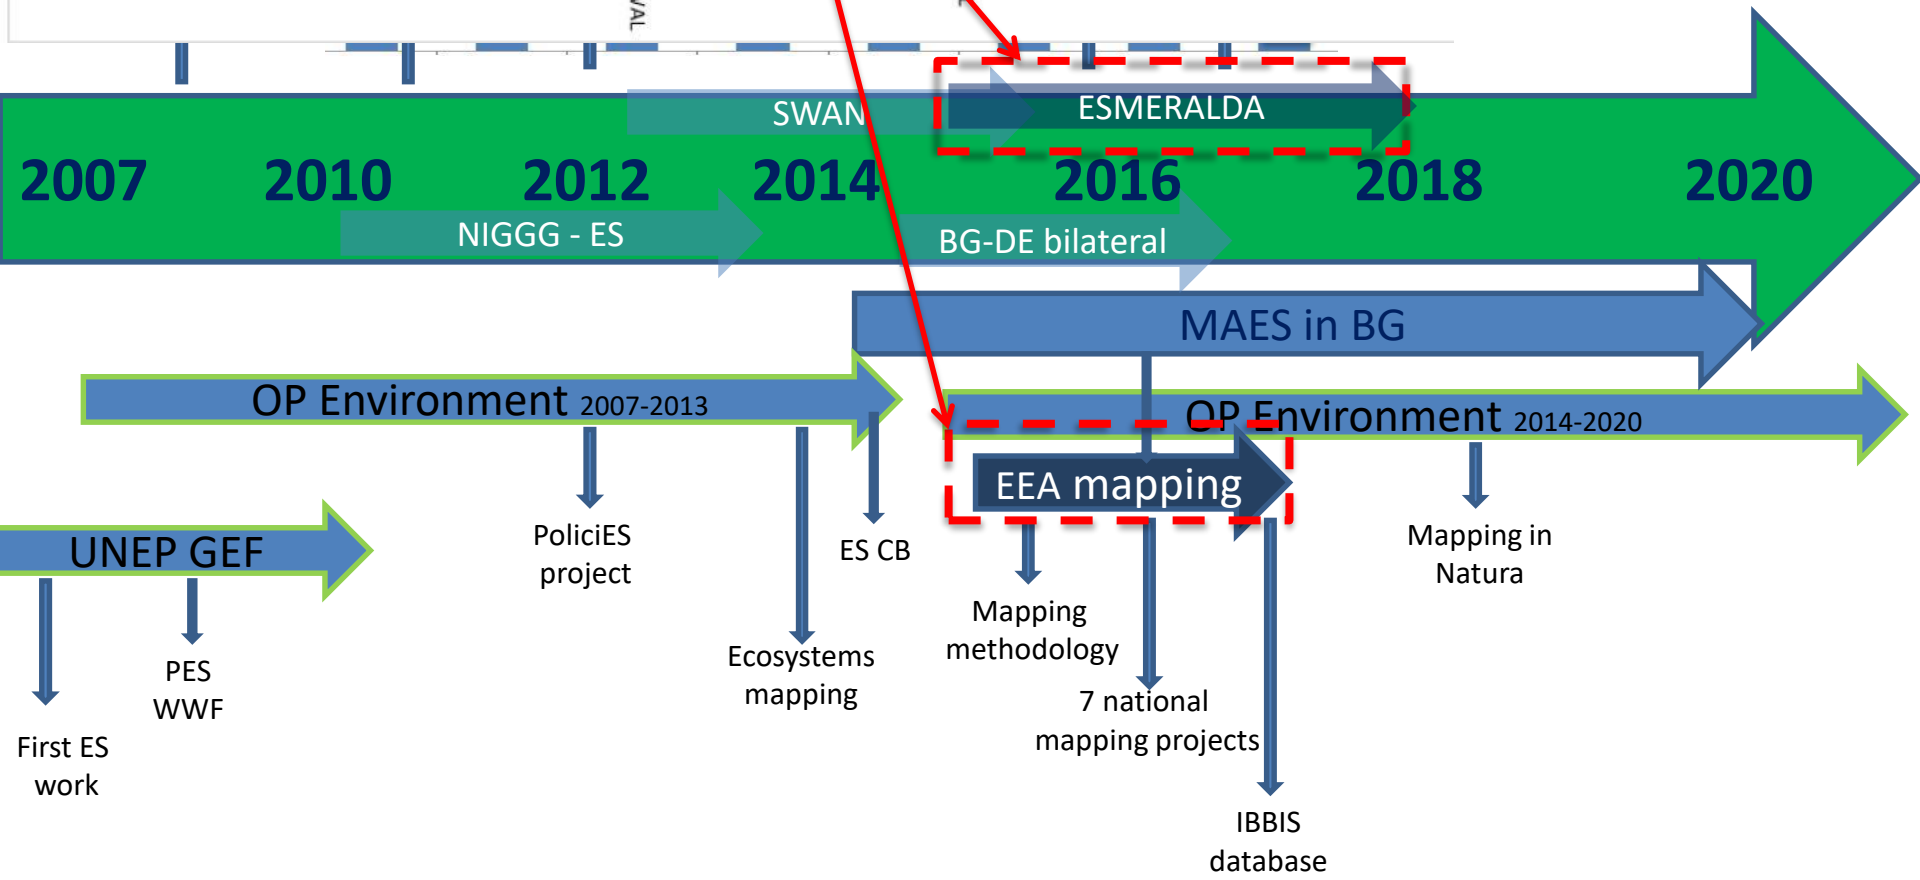 SWAN
ESMERALDA
2007 2010 2012 2014 2016 2018 2020
NIGGG - ES
BG-DE bilateral
MAES in BG
OP Environment 2007-2013
OP Environment 2014-2020
EEA mapping
UNEP GEF
PoliciES
project
ES CB
Mapping in
Natura
Mapping
methodology
Ecosystems
mapping
PES
WWF
7 national
mapping projects
First ES
work
IBBIS
database